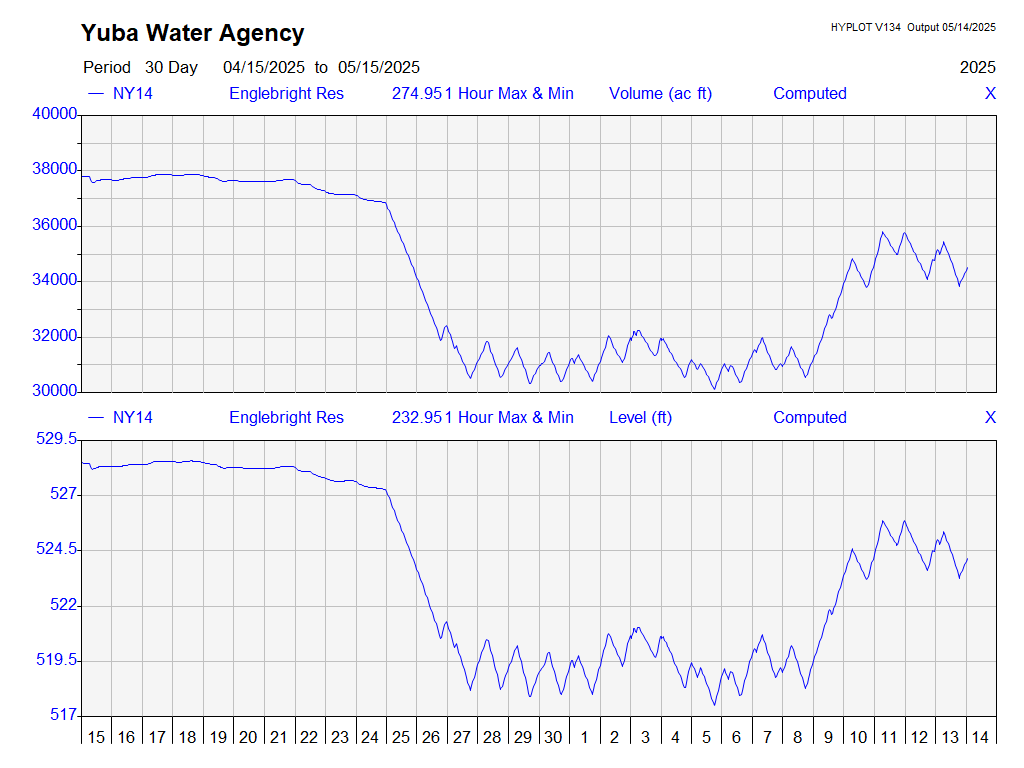 Yuba Water Agency
HYPLOT V134 Output 05/14/2025
Period 30 Day 04/15/2025 to 05/15/2025 2025
NY14 Englebright Res 274.951 Hour Max & Min Volume (ac ft) Computed X
40000
38000
36000
34000
32000
30000
NY14 Englebright Res 232.951 Hour Max & Min Level (ft) Computed X
529.5
527
524.5
522
519.5
517
15 16 17 18 19 20 21 22 23 24 25 26 27 28 29 30 1 2 3 4 5 6 7 8 9 10 11 12 13 14